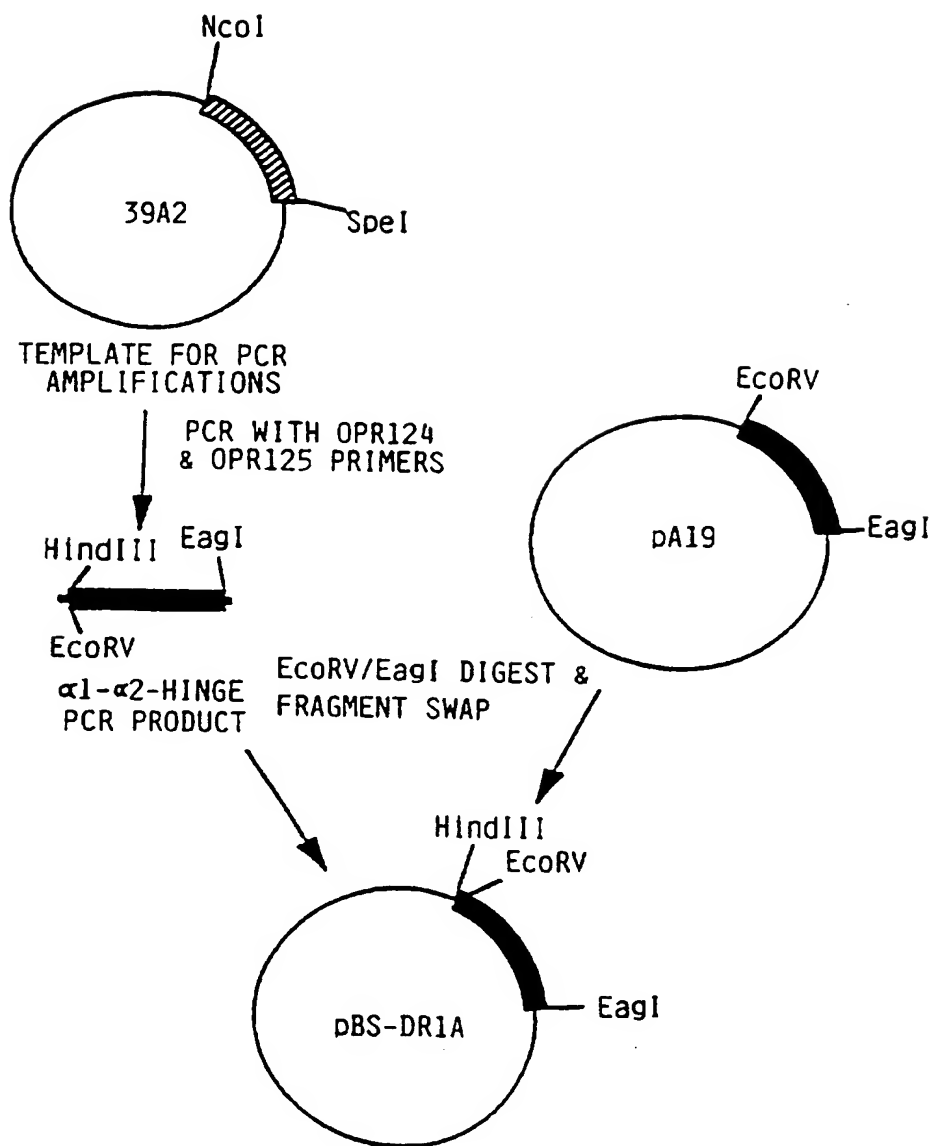 NcoI
39A2
SpeI
TEMPLATE FOR PCR
AMPLIFICATIONS
PCR WITH OPR124
& OPR125 PRIMERS
EcoRV
pA19
EagI
HindIII
EagI
EcoRV
α1-α2-HINGE
PCR PRODUCT
EcoRV/EagI DIGEST &
FRAGMENT SWAP
HindIII
EcoRV
pBS-DR1A
EagI